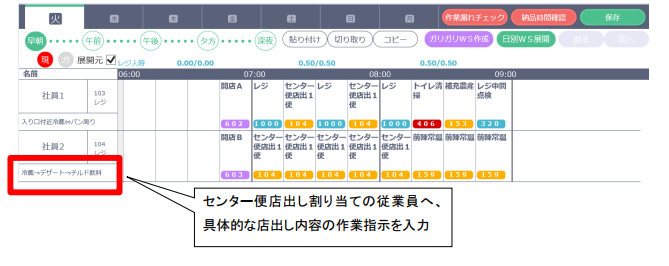 火 水 木 金 土 日 月 作業漏れチェック 納品時間確認 保存
早朝 午前 午後 夕方 深夜 貼り付け 切り取り コピー ガリガリWS作成 日別WS展開
現 ガ 展開元 レジ人時 0.00/0.00 0.50/0.50 0.50/0.50
名前 06:00 07:00 08:00 09:00
社員1 103 レジ 開店A レジ センター便店出1便 レジ センター便店出1便 レジ トイレ清掃 補充農産 レジ中間点検
入り口付近冷蔵⇔パン周り 602 1000 104 1000 104 1000 406 153 320
社員2 104 レジ 開店B センター便店出1便 センター便店出1便 センター便店出1便 センター便店出1便 センター便店出1便 前陳常温 前陳常温 前陳常温
冷蔵→デザート→チルド飲料 603 104 104 104 104 104 159 159 159
センター便店出し割り当ての従業員へ、
具体的な店出し内容の作業指示を入力